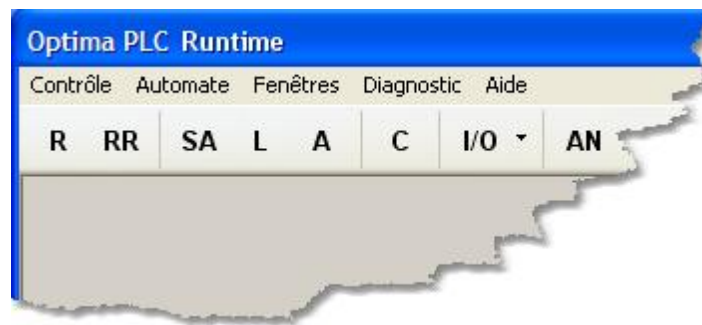 Optima PLC Runtime
Contrôle Automate Fenêtres Diagnostic Aide
R RR SA L A C I/O AN